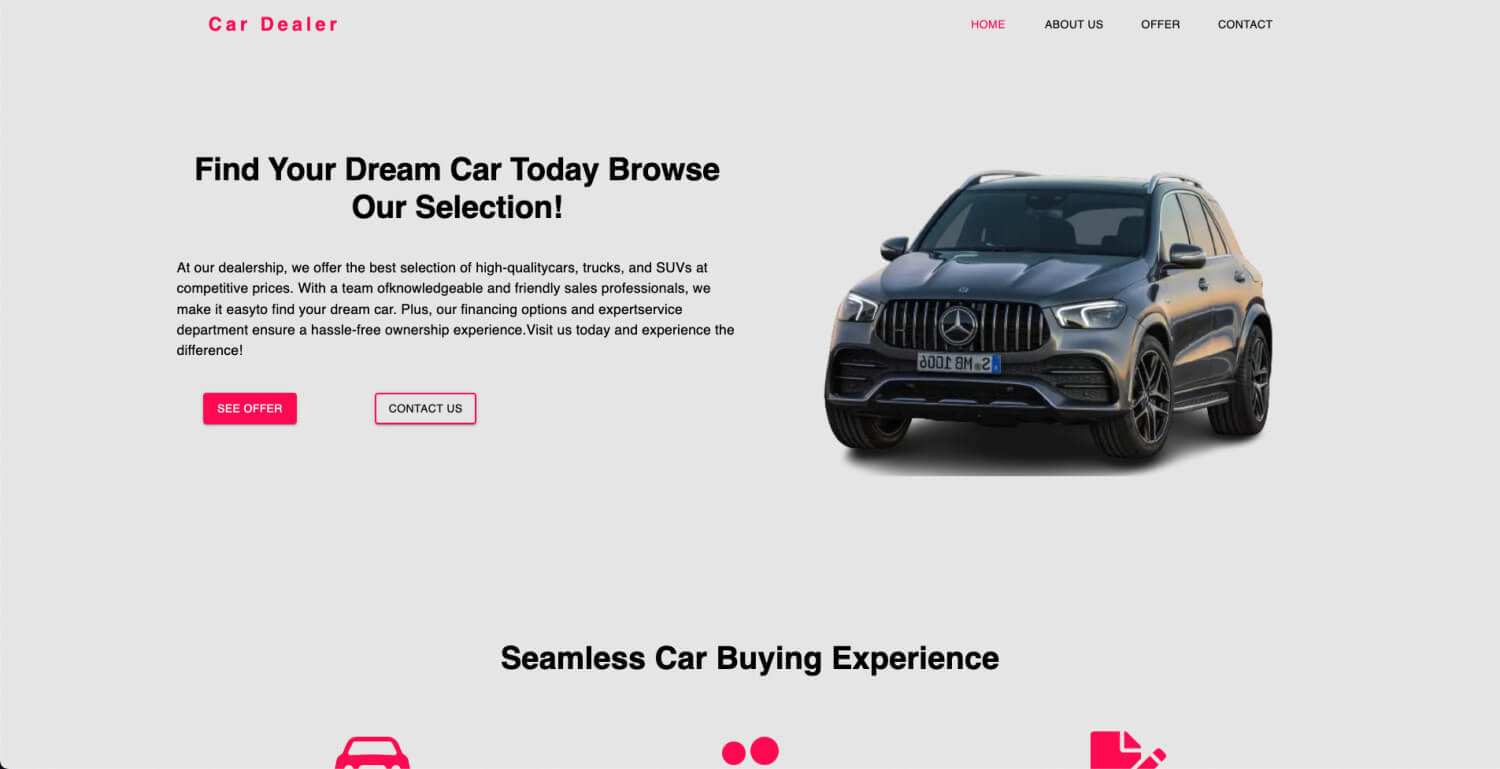 Car Dealer
HOME
ABOUT US
OFFER
CONTACT
Find Your Dream Car Today Browse
Our Selection!
At our dealership, we offer the best selection of high-qualitycars, trucks, and SUVs at
competitive prices. With a team ofknowledgeable and friendly sales professionals, we
make it easyto find your dream car. Plus, our financing options and expertservice
department ensure a hassle-free ownership experience.Visit us today and experience the
difference!
SEE OFFER
CONTACT US
S MB 1006
Seamless Car Buying Experience